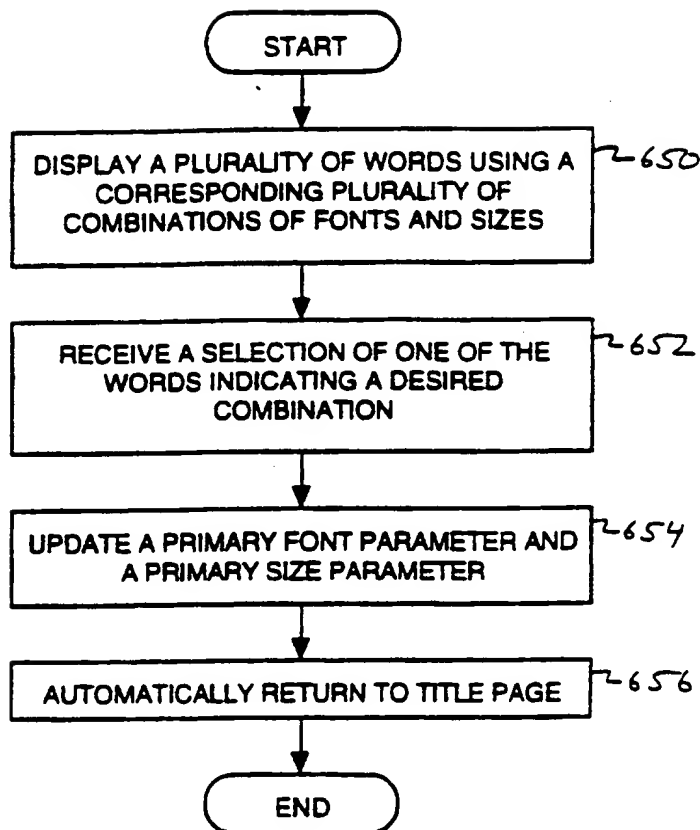 START
DISPLAY A PLURALITY OF WORDS USING A
CORRESPONDING PLURALITY OF
COMBINATIONS OF FONTS AND SIZES
650
RECEIVE A SELECTION OF ONE OF THE
WORDS INDICATING A DESIRED
COMBINATION
652
UPDATE A PRIMARY FONT PARAMETER AND
A PRIMARY SIZE PARAMETER
654
AUTOMATICALLY RETURN TO TITLE PAGE
656
END